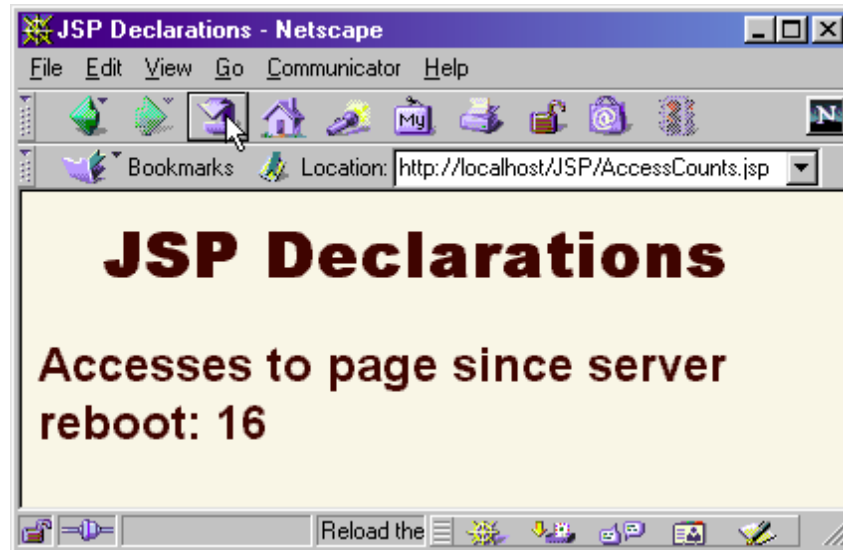 JSP Declarations - Netscape
File Edit View Go Communicator Help
My
N
Bookmarks Location: http://localhost/JSP/AccessCounts.jsp
JSP Declarations
Accesses to page since server
reboot: 16
Reload the